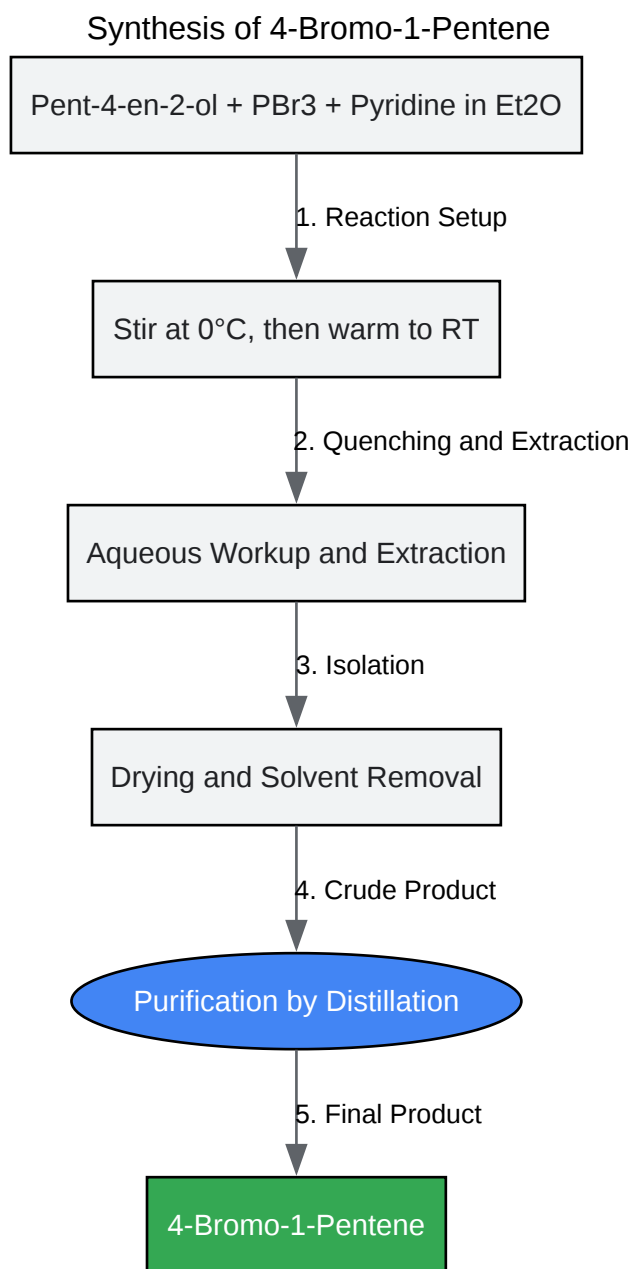 Synthesis of 4-Bromo-1-Pentene
Pent-4-en-2-ol + PBr3 + Pyridine in Et2O
1. Reaction Setup
Stir at 0°C, then warm to RT
2. Quenching and Extraction
Aqueous Workup and Extraction
3. Isolation
Drying and Solvent Removal
4. Crude Product
Purification by Distillation
5. Final Product
4-Bromo-1-Pentene